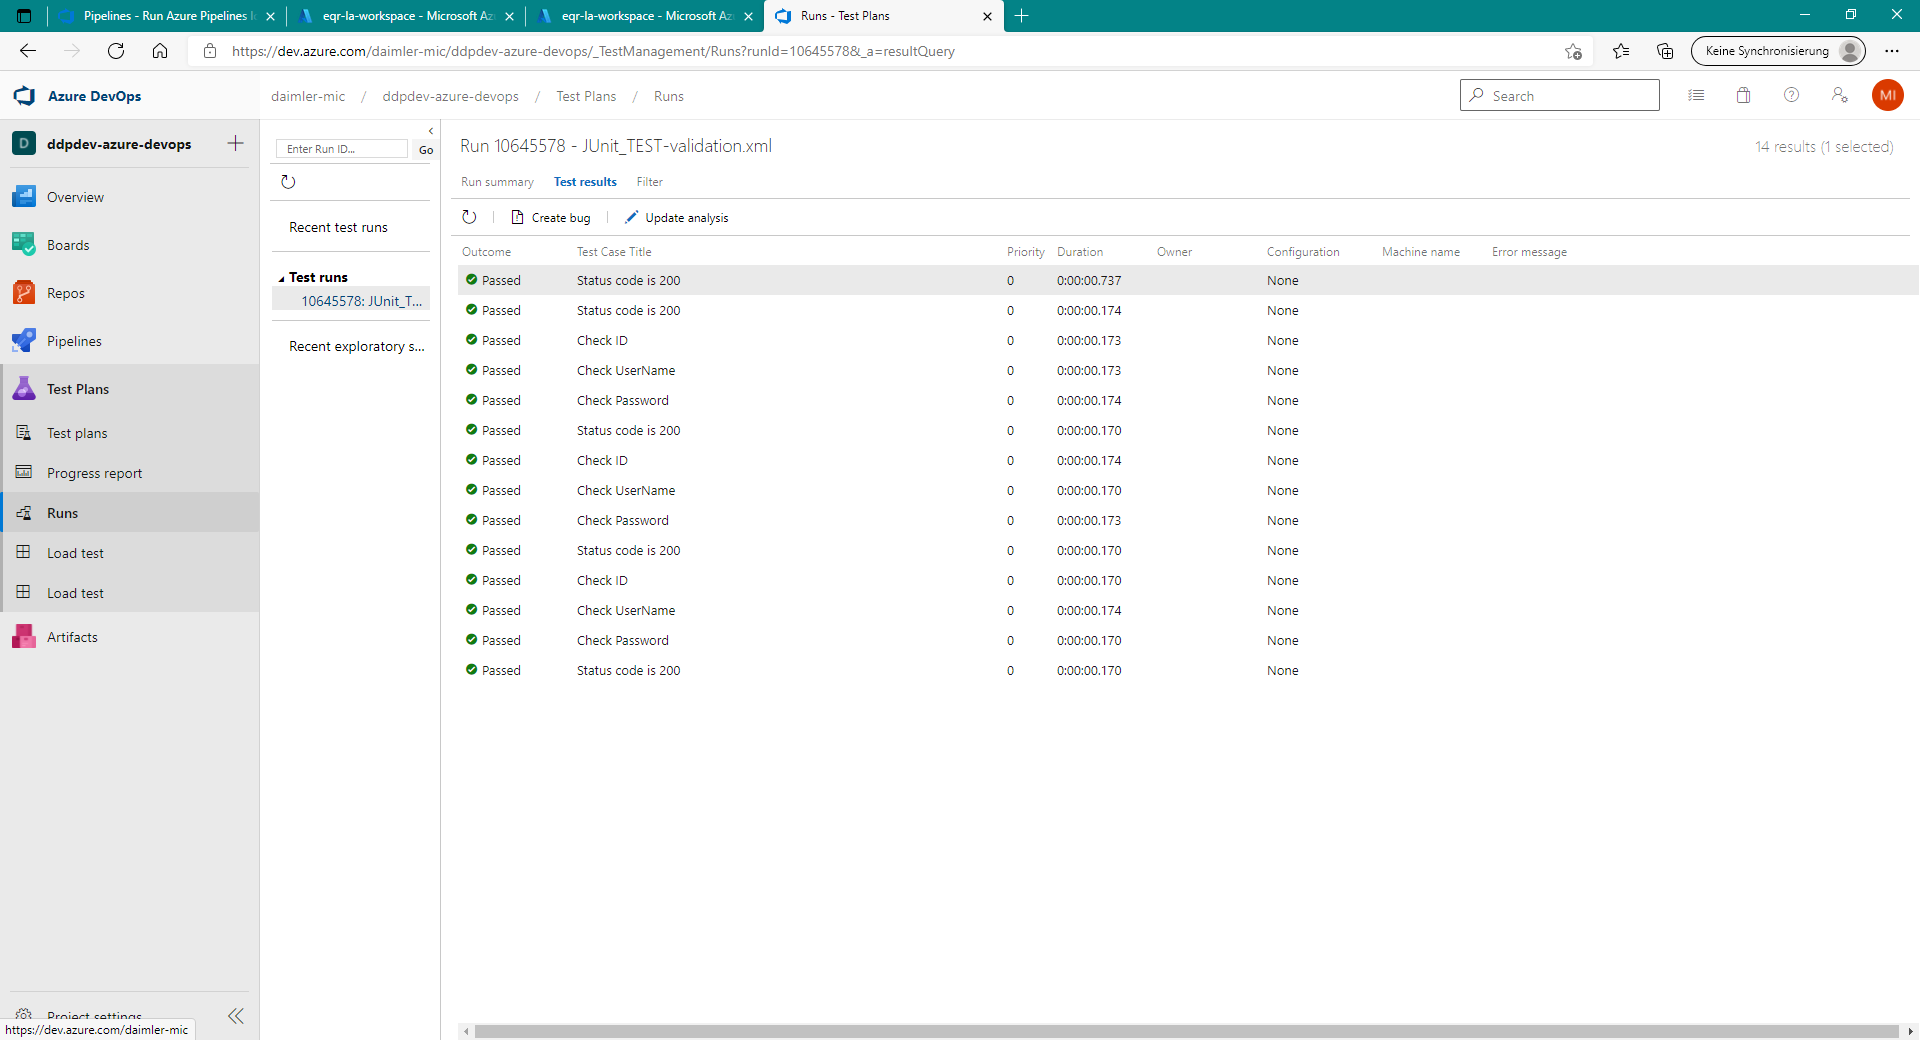 Pipelines - Run Azure Pipelines
eqr-la-workspace - Microsoft Az
eqr-la-workspace - Microsoft Az
Runs - Test Plans
https://dev.azure.com/daimler-mic/ddpdev-azure-devops/_TestManagement/Runs?runId=10645578&_a=resultQuery
Keine Synchronisierung
Azure DevOps
daimler-mic / ddpdev-azure-devops / Test Plans / Runs
Search
MI
D ddpdev-azure-devops
Overview
Boards
Repos
Pipelines
Test Plans
Test plans
Progress report
Runs
Load test
Load test
Artifacts
Project settings
https://dev.azure.com/daimler-mic
Enter Run ID...
Go
Recent test runs
Test runs
10645578: JUnit_T...
Recent exploratory s...
Run 10645578 - JUnit_TEST-validation.xml
14 results (1 selected)
Run summary Test results Filter
Create bug Update analysis
Outcome Test Case Title Priority Duration Owner Configuration Machine name Error message
Passed Status code is 200 0 0:00:00.737 None
Passed Status code is 200 0 0:00:00.174 None
Passed Check ID 0 0:00:00.173 None
Passed Check UserName 0 0:00:00.173 None
Passed Check Password 0 0:00:00.174 None
Passed Status code is 200 0 0:00:00.170 None
Passed Check ID 0 0:00:00.174 None
Passed Check UserName 0 0:00:00.170 None
Passed Check Password 0 0:00:00.173 None
Passed Status code is 200 0 0:00:00.170 None
Passed Check ID 0 0:00:00.170 None
Passed Check UserName 0 0:00:00.174 None
Passed Check Password 0 0:00:00.170 None
Passed Status code is 200 0 0:00:00.170 None